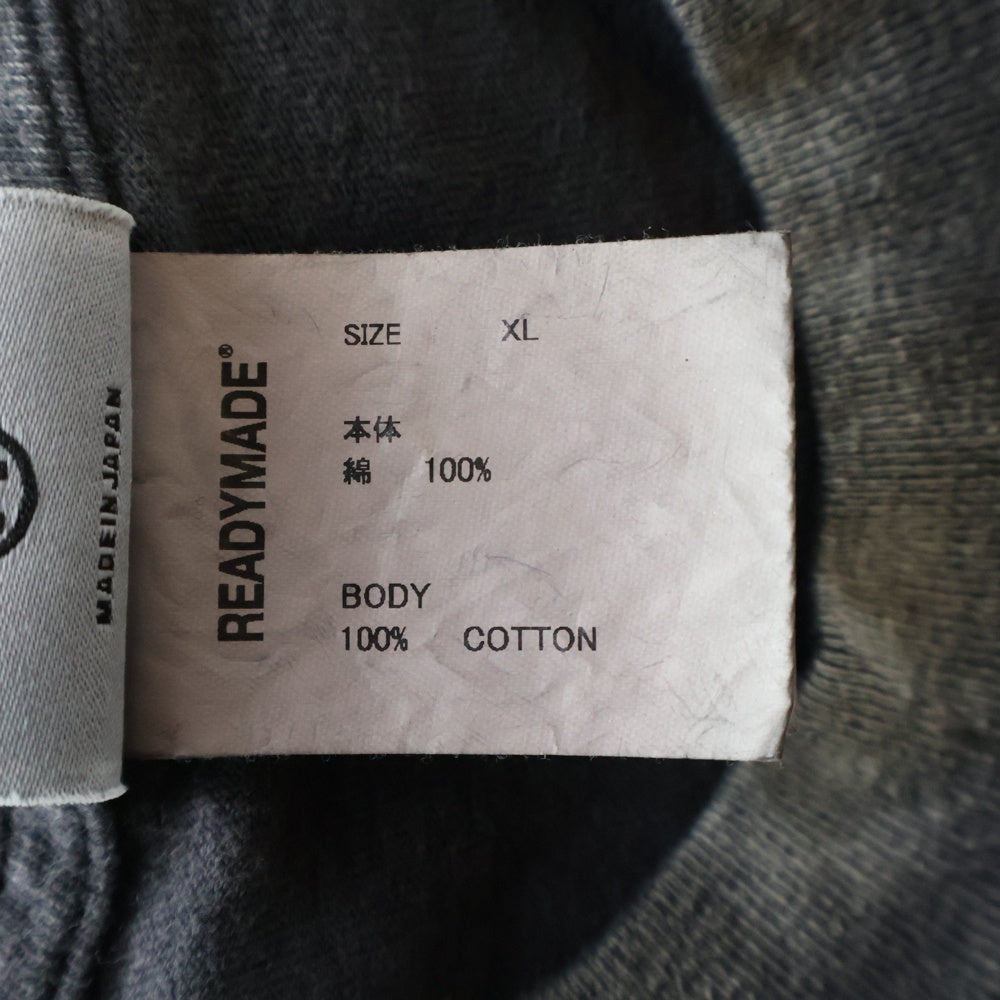 MADE IN JAPAN
READYMADE®
SIZE XL
本体
綿 100%
BODY
100% COTTON